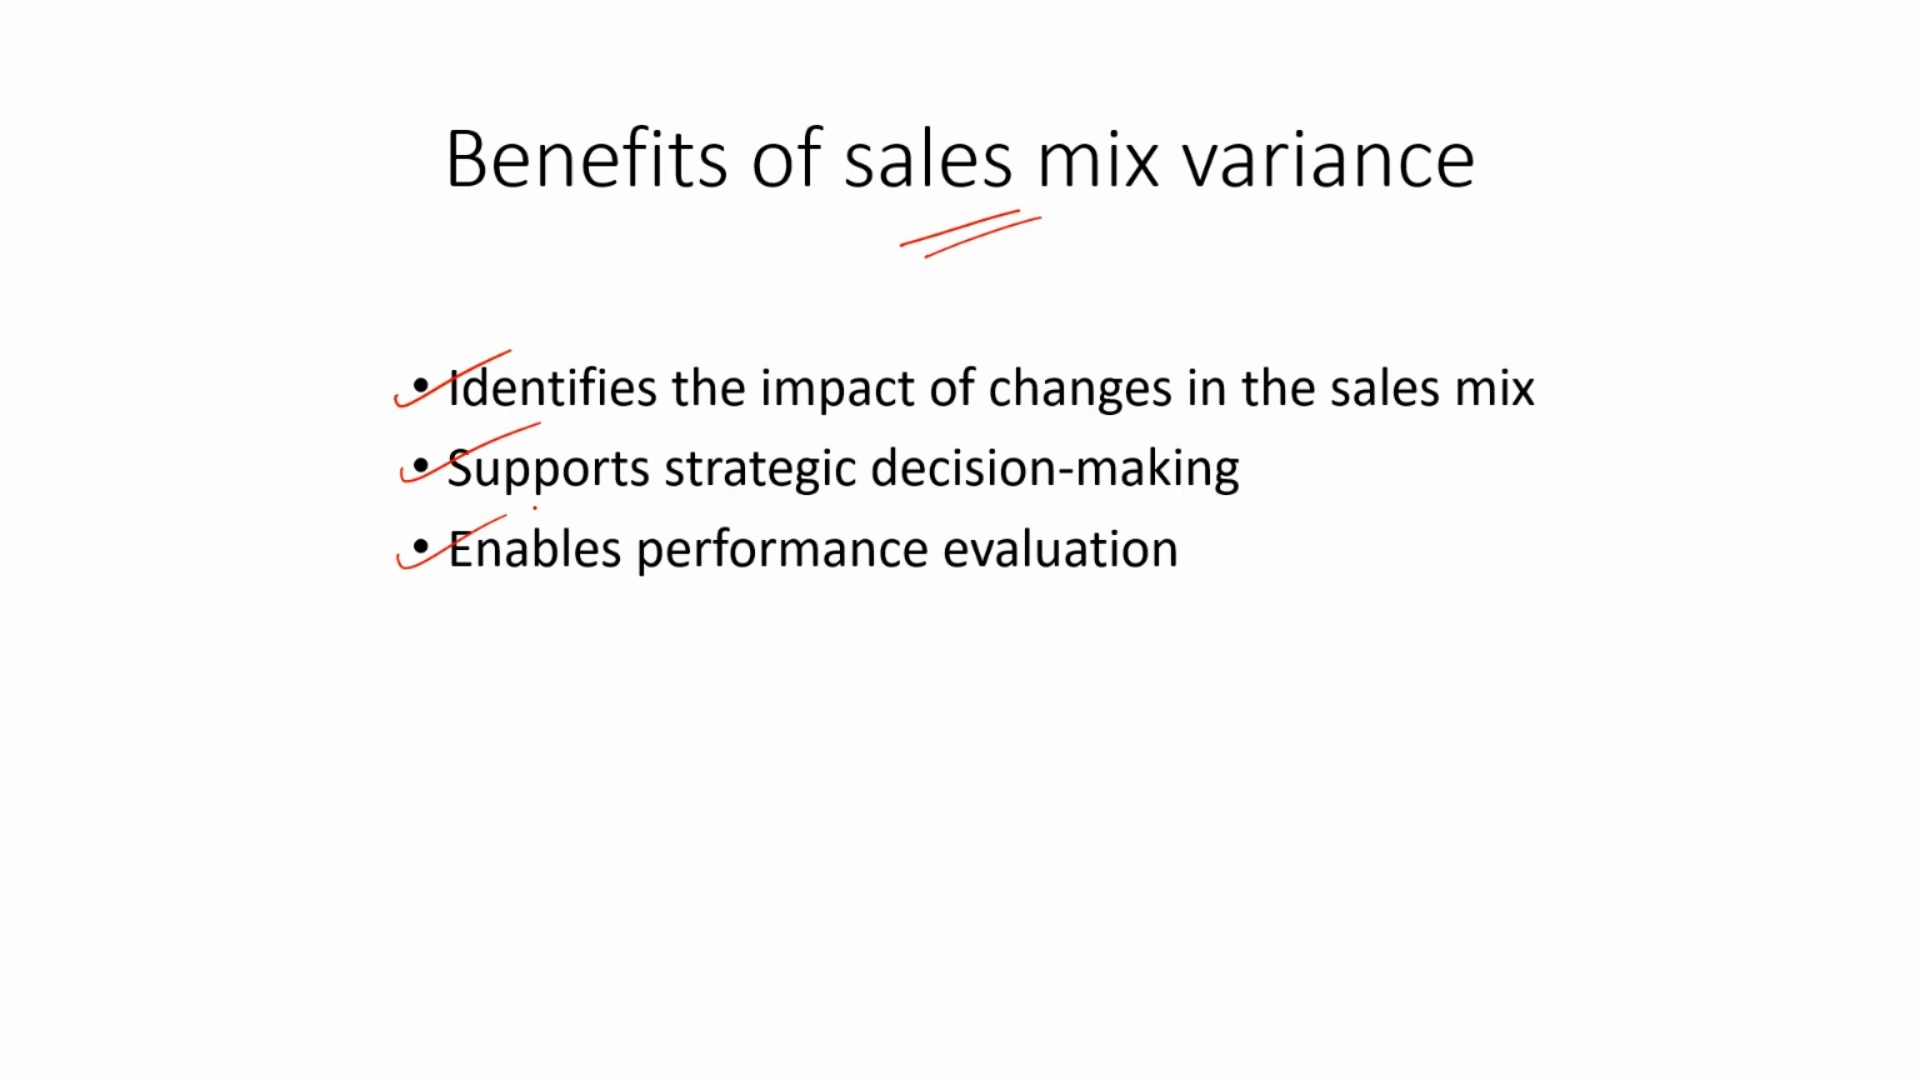 Benefits of sales mix variance
• Identifies the impact of changes in the sales mix
• Supports strategic decision-making
• Enables performance evaluation